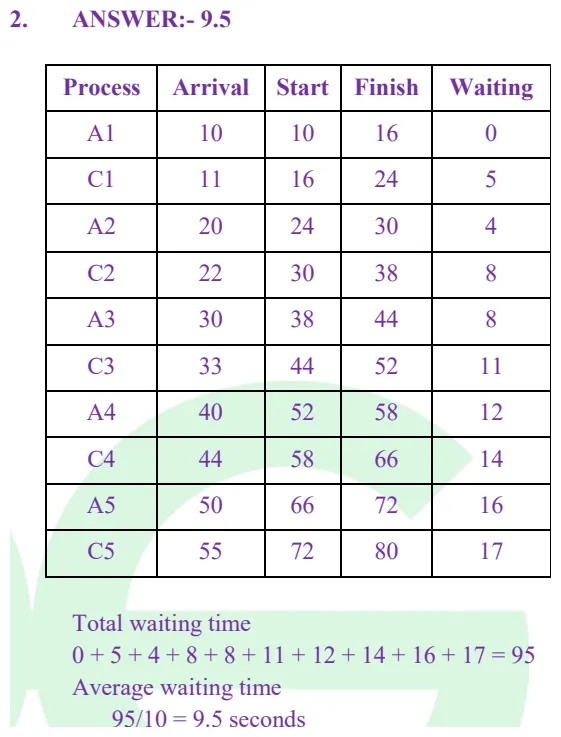 2. ANSWER:- 9.5
Process Arrival Start Finish Waiting
A1 10 10 16 0
C1 11 16 24 5
A2 20 24 30 4
C2 22 30 38 8
A3 30 38 44 8
C3 33 44 52 11
A4 40 52 58 12
C4 44 58 66 14
A5 50 66 72 16
C5 55 72 80 17
Total waiting time
0 + 5 + 4 + 8 + 8 + 11 + 12 + 14 + 16 + 17 = 95
Average waiting time
95/10 = 9.5 seconds